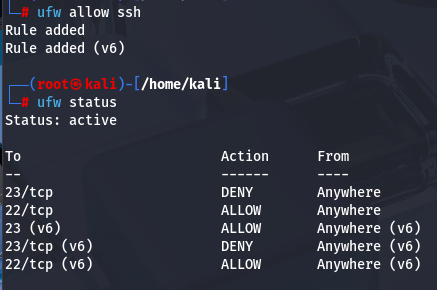 # ufw allow ssh
Rule added
Rule added (v6)
(root㉿kali)-[/home/kali]
# ufw status
Status: active
To Action From
-- ------ ----
23/tcp DENY Anywhere
22/tcp ALLOW Anywhere
23 (v6) ALLOW Anywhere (v6)
23/tcp (v6) DENY Anywhere (v6)
22/tcp (v6) ALLOW Anywhere (v6)